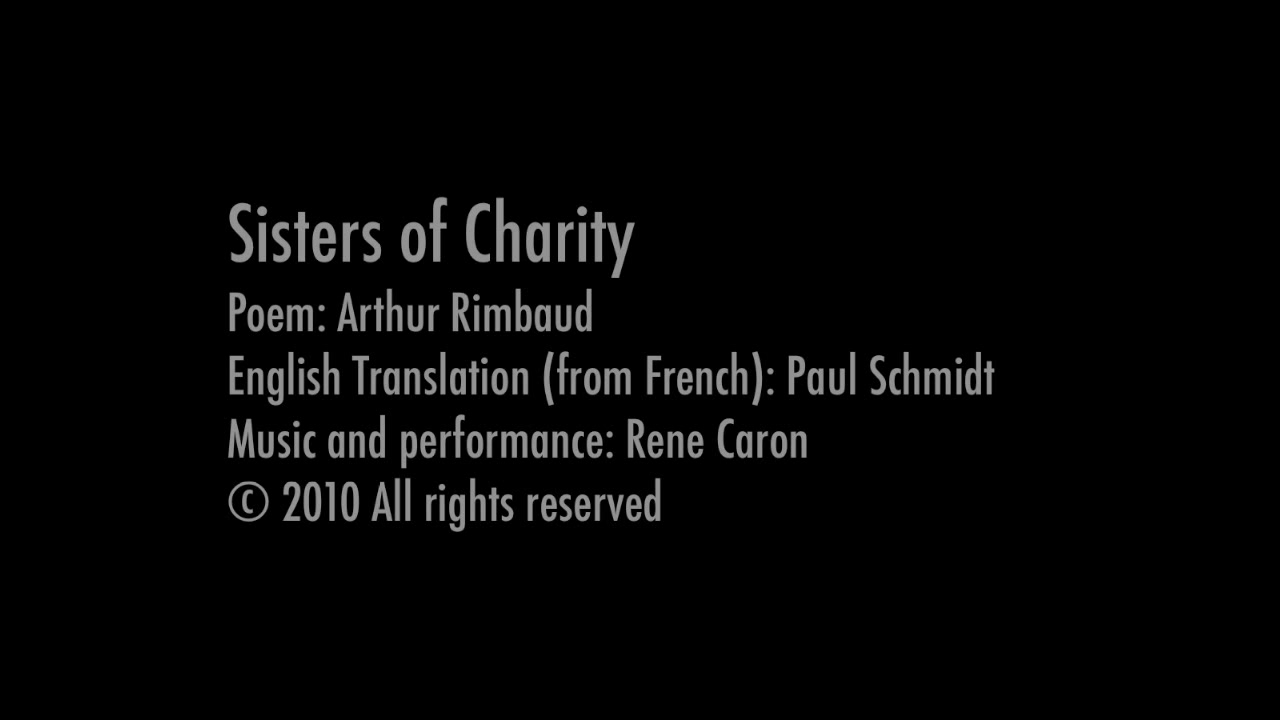 Sisters of Charity
Poem: Arthur Rimbaud
English Translation (from French): Paul Schmidt
Music and performance: Rene Caron
© 2010 All rights reserved